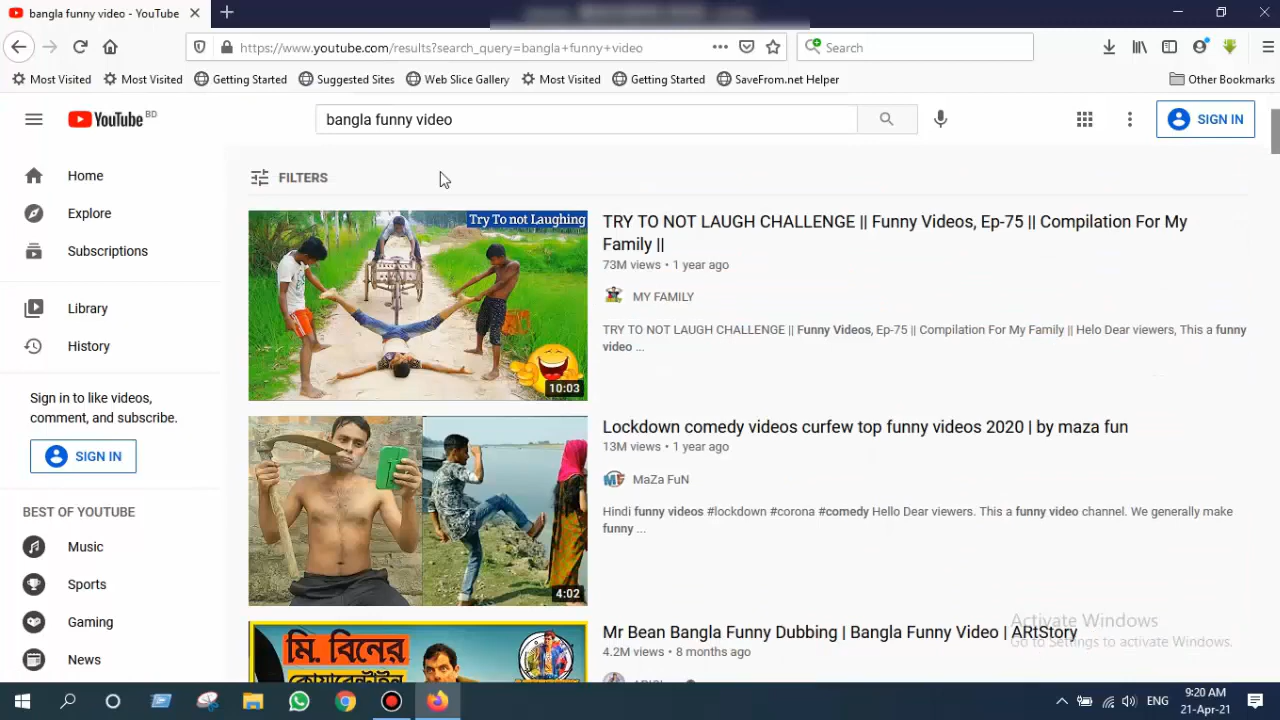 bangla funny video - YouTube
https://www.youtube.com/results?search_query=bangla+funny+video
Search
Most Visited
Most Visited
Getting Started
Suggested Sites
Web Slice Gallery
Most Visited
Getting Started
SaveFrom.net Helper
Other Bookmarks
YouTube BD
bangla funny video
SIGN IN
Home
Explore
Subscriptions
Library
History
Sign in to like videos,
comment, and subscribe.
SIGN IN
BEST OF YOUTUBE
Music
Sports
Gaming
News
FILTERS
Try To not Laughing
10:03
TRY TO NOT LAUGH CHALLENGE || Funny Videos, Ep-75 || Compilation For My
Family ||
73M views • 1 year ago
MY FAMILY
TRY TO NOT LAUGH CHALLENGE || Funny Videos, Ep-75 || Compilation For My Family || Helo Dear viewers, This a funny
video ...
4:02
Lockdown comedy videos curfew top funny videos 2020 | by maza fun
13M views • 1 year ago
MaZa FuN
Hindi funny videos #lockdown #corona #comedy Hello Dear viewers. This a funny video channel. We generally make
funny ...
মি. বিনের
Mr Bean Bangla Funny Dubbing | Bangla Funny Video | ARtStory
4.2M views • 8 months ago
Activate Windows
Go to Settings to activate Windows.
ENG
9:20 AM
21-Apr-21